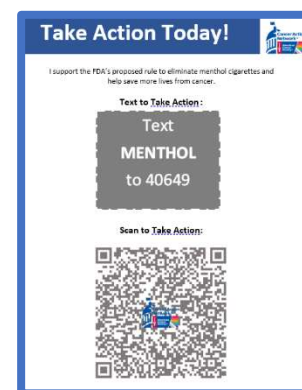 Take Action Today!
I support the FDA's proposed rule to eliminate menthol cigarettes and
help save more lives from cancer.
Text to Take Action:
Text
MENTHOL
to 40649
Scan to Take Action: